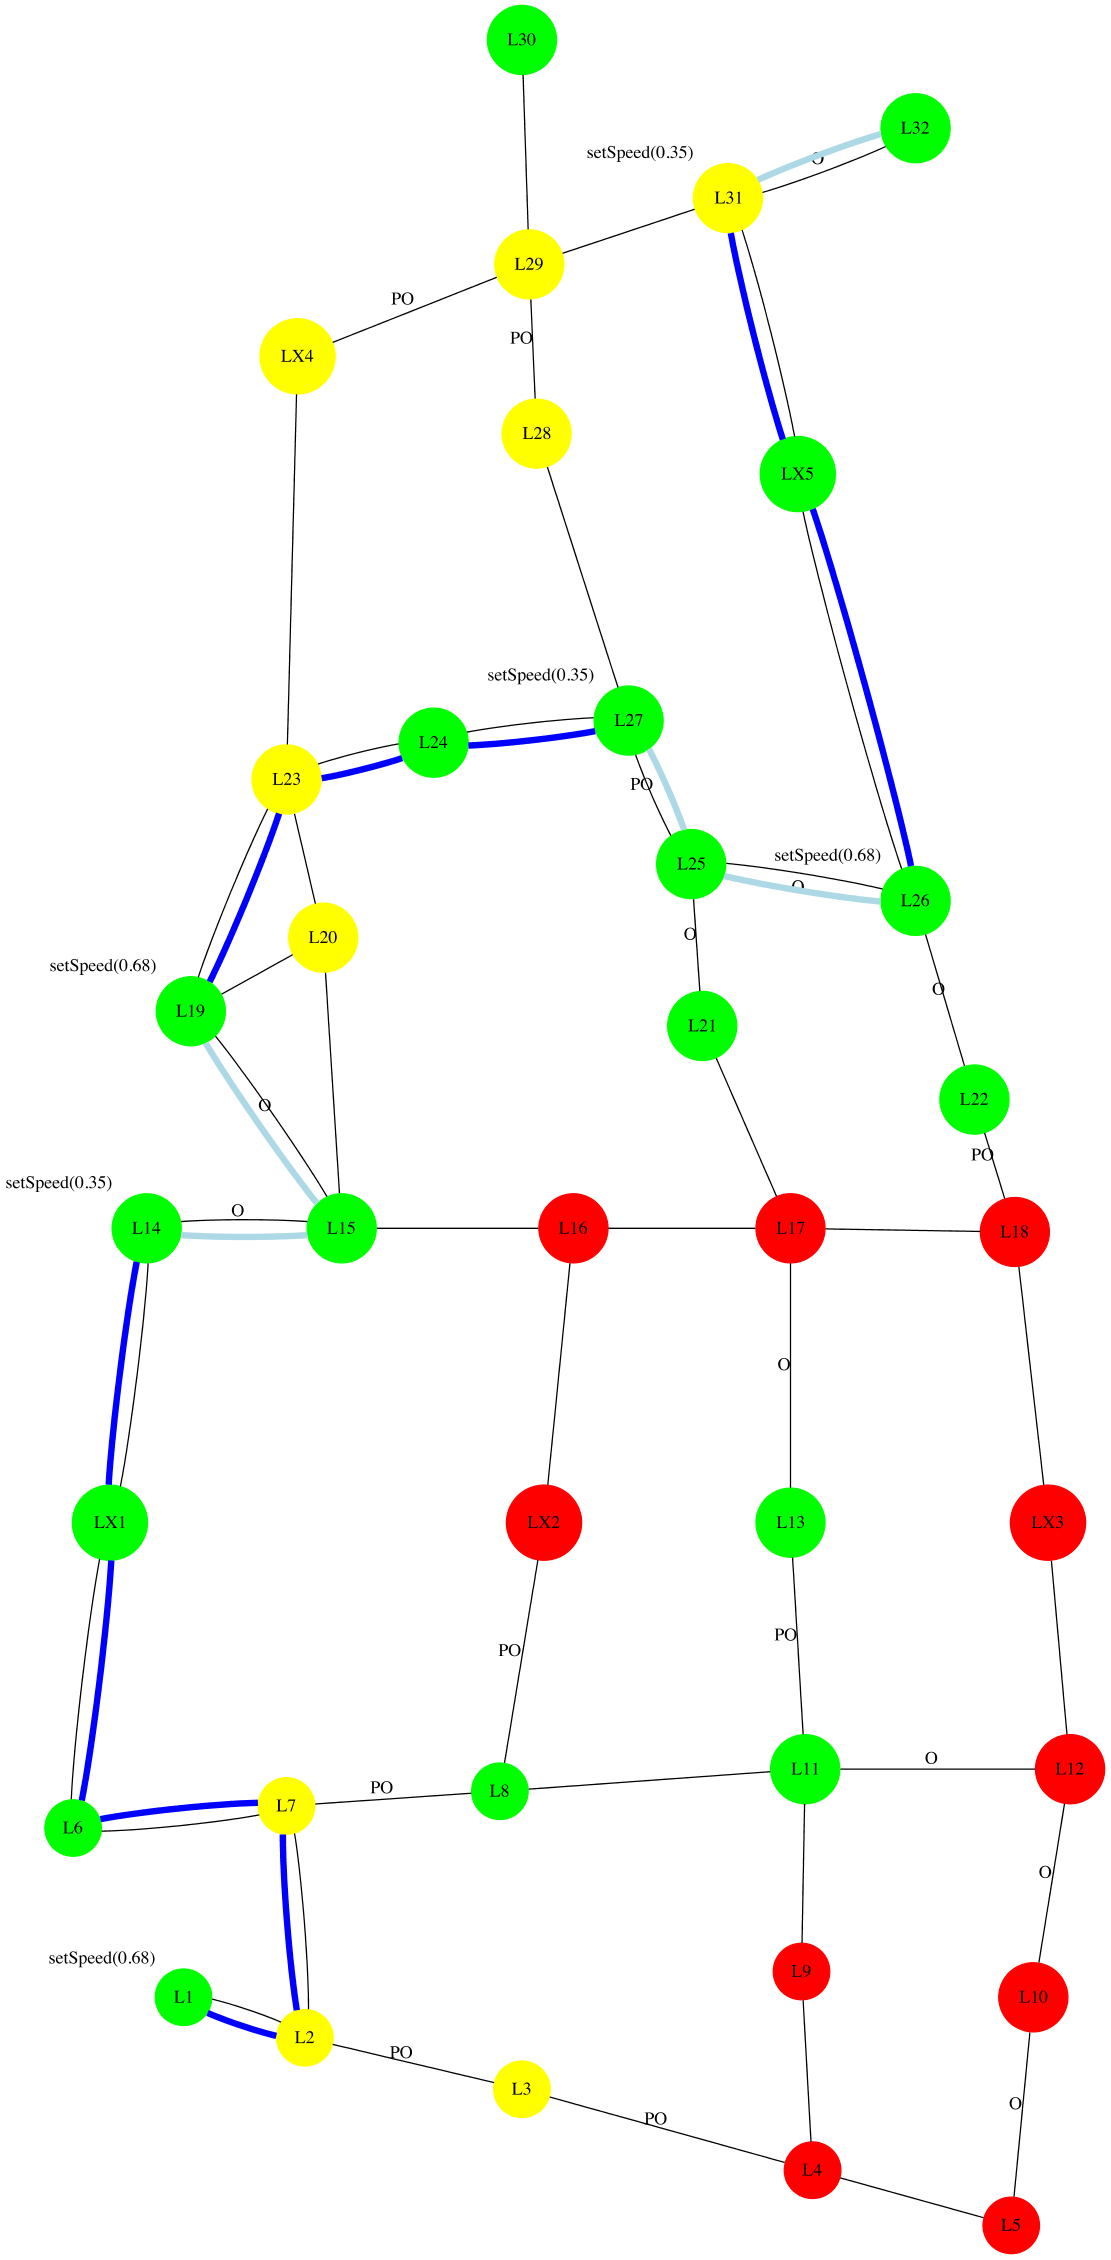 L30
L32
O
setSpeed(0.35)
L31
L29
PO
PO
LX4
L28
LX5
setSpeed(0.35)
L27
L24
L23
PO
setSpeed(0.68)
L25
O
L26
L20
O
setSpeed(0.68)
O
L19
L21
L22
O
PO
setSpeed(0.35)
O
L14
L15
L16
L17
L18
O
LX1
LX2
L13
LX3
PO
PO
O
L11
L12
PO
L8
L7
L6
O
setSpeed(0.68)
L9
L1
L10
L2
PO
L3
O
PO
L4
L5